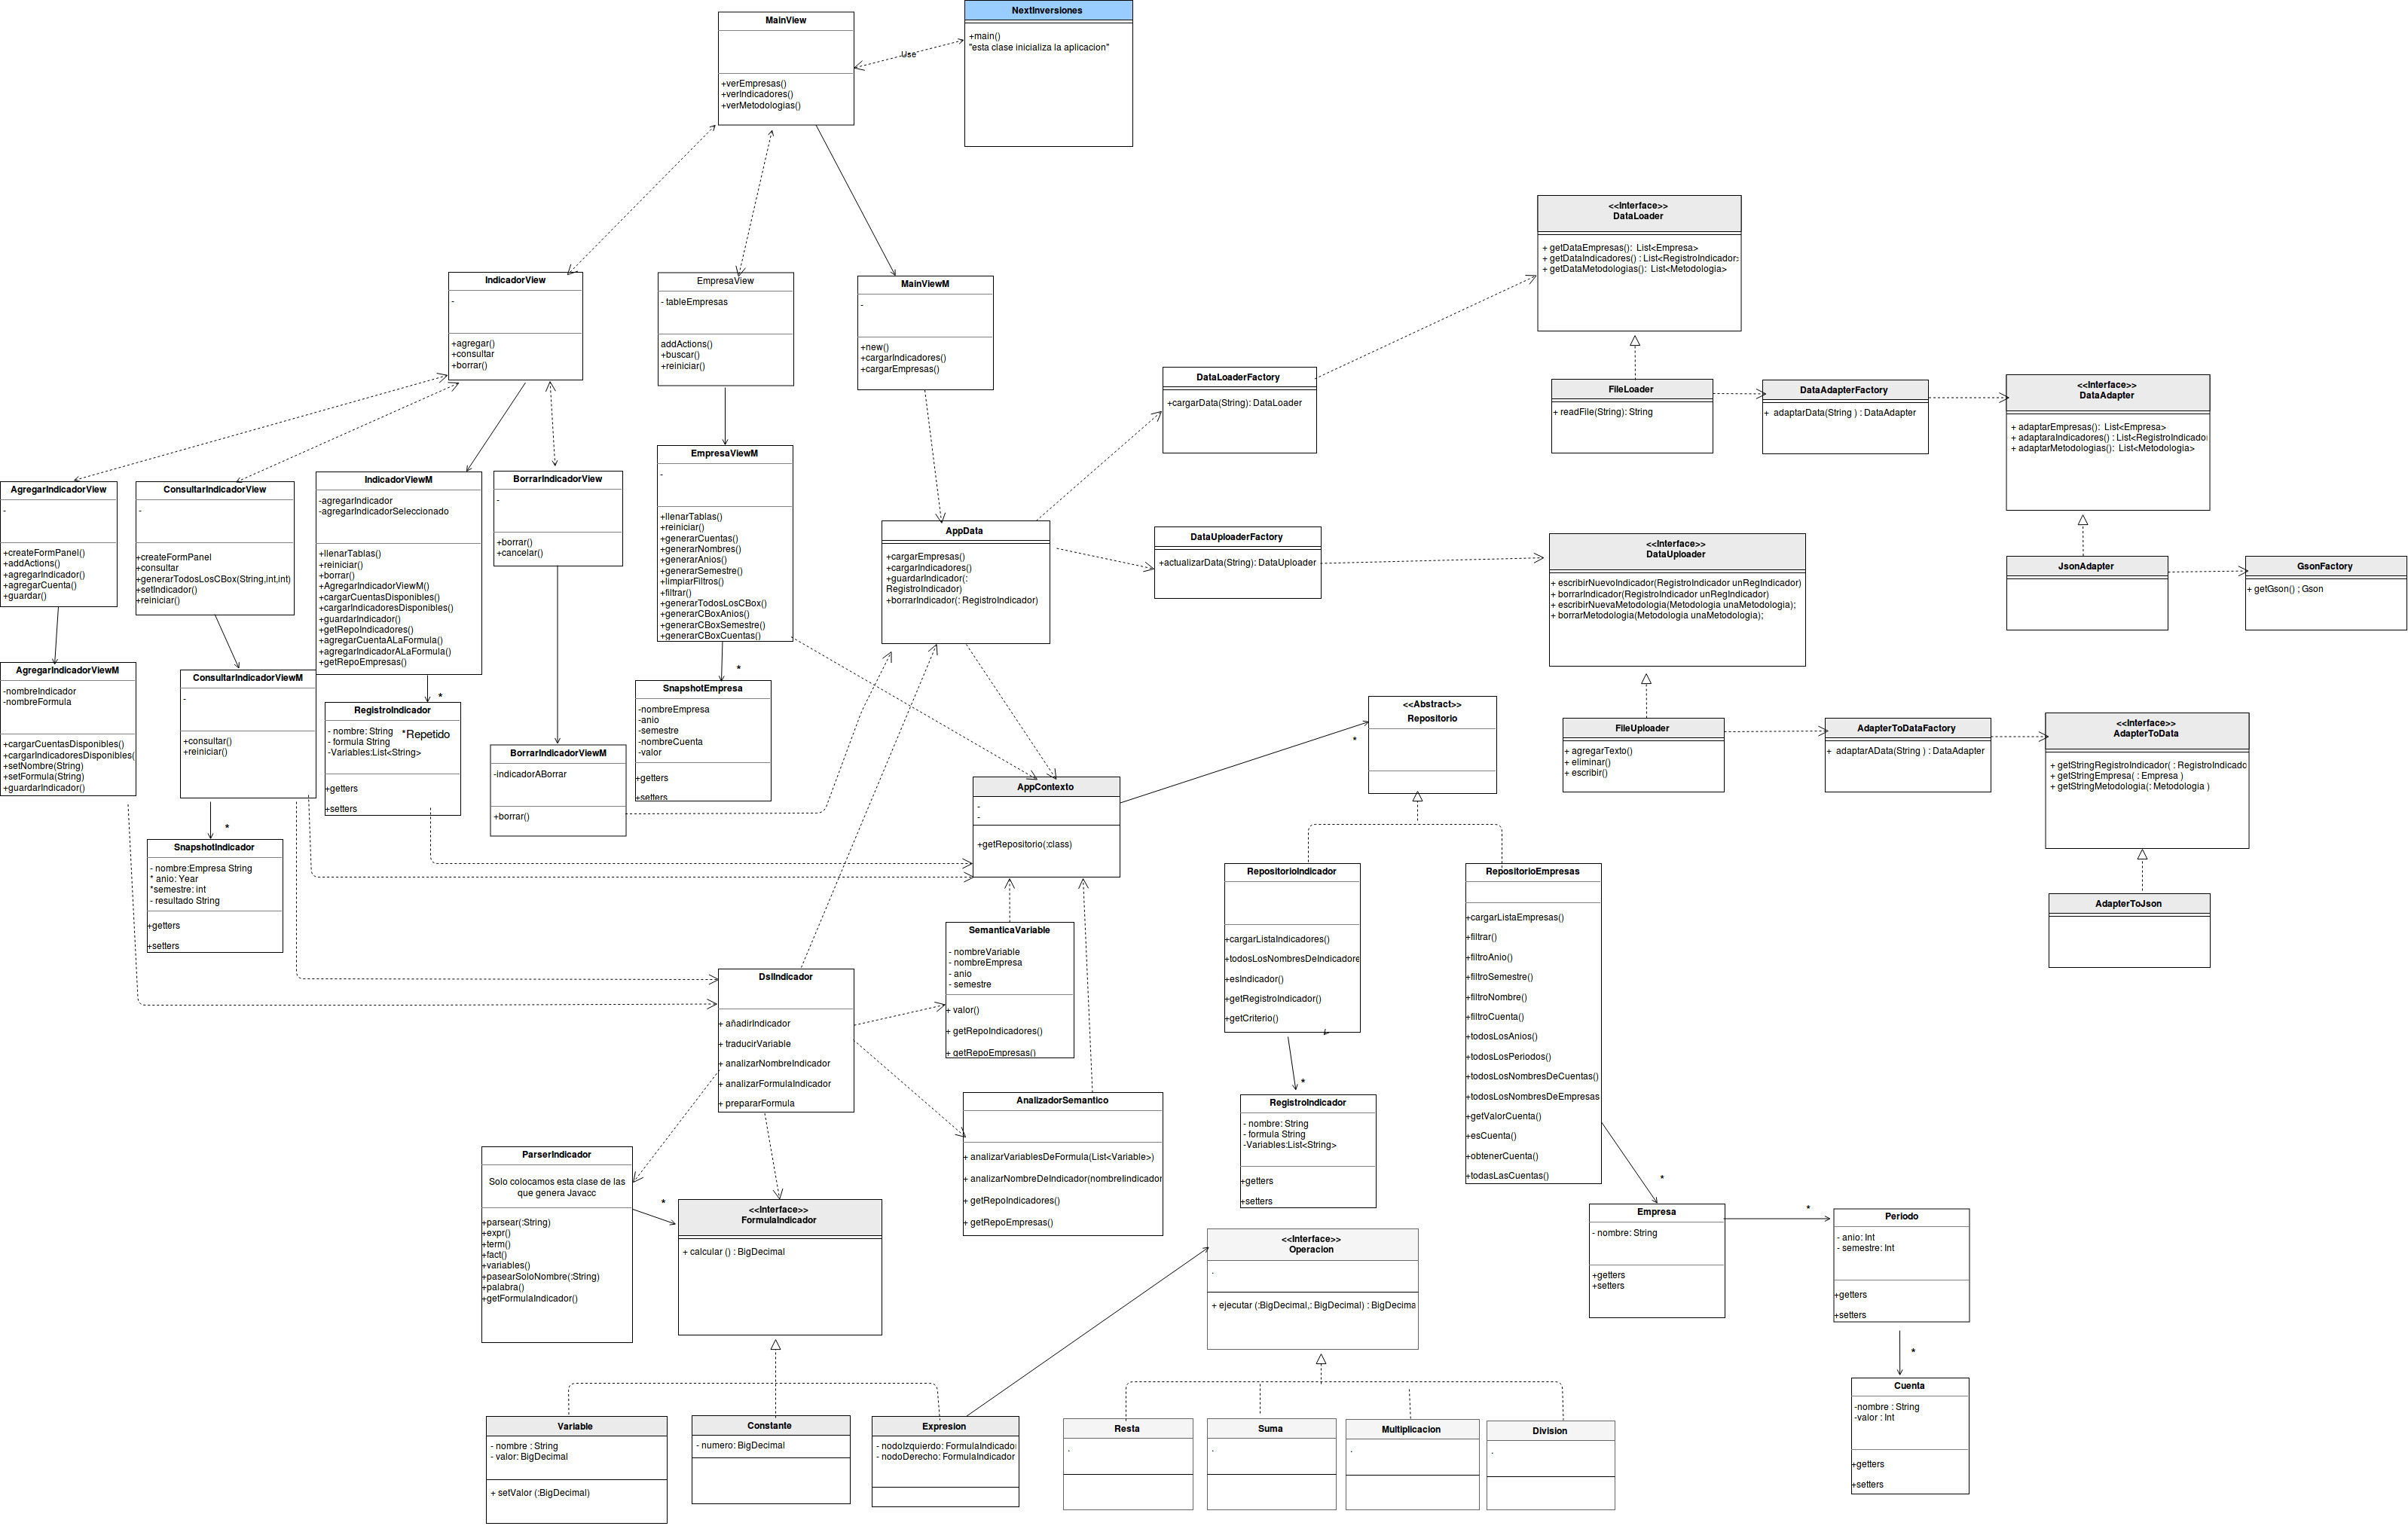 MainView
+verEmpresas()
+verIndicadores()
+verMetodologias()
Use
NextInversiones
+main()
"esta clase inicializa la aplicacion"
<<Interface>>
DataLoader
+ getDataEmpresas():  List<Empresa>
+ getDataIndicadores() : List<RegistroIndicador>
+ getDataMetodologias():  List<Metodologia>
IndicadorView
-
+agregar()
+consultar
+borrar()
EmpresaView
- tableEmpresas
addActions()
+buscar()
+reiniciar()
MainViewM
-
+new()
+cargarIndicadores()
+cargarEmpresas()
DataLoaderFactory
+cargarData(String): DataLoader
FileLoader
+ readFile(String): String
DataAdapterFactory
+  adaptarData(String ) : DataAdapter
<<Interface>>
DataAdapter
+ adaptarEmpresas():  List<Empresa>
+ adaptaraIndicadores() : List<RegistroIndicado
+ adaptarMetodologias():  List<Metodologia>
AgregarIndicadorView
-
+createFormPanel()
+addActions()
+agregarIndicador()
+agregarCuenta()
+guardar()
ConsultarIndicadorView
-
+createFormPanel
+consultar
+generarTodosLosCBox(String,int,int)
+setIndicador()
+reiniciar()
IndicadorViewM
-agregarIndicador
-agregarIndicadorSeleccionado
+llenarTablas()
+reiniciar()
+borrar()
+AgregarIndicadorViewM()
+cargarCuentasDisponibles()
+cargarIndicadoresDisponibles()
+guardarIndicador()
+getRepoIndicadores()
+agregarCuentaALaFormula()
+agregarIndicadorALaFormula()
+getRepoEmpresas()
BorrarIndicadorView
-
+borrar()
+cancelar()
EmpresaViewM
-
+llenarTablas()
+reiniciar()
+generarCuentas()
+generarNombres()
+generarAnios()
+generarSemestre()
+limpiarFiltros()
+filtrar()
+generarTodosLosCBox()
+generarCBoxAnios()
+generarCBoxSemestre()
+generarCBoxCuentas()
AppData
+cargarEmpresas()
+cargarIndicadores()
+guardarIndicador(:
RegistroIndicador)
+borrarIndicador(: RegistroIndicador)
DataUploaderFactory
+actualizarData(String): DataUploader
<<Interface>>
DataUploader
+ escribirNuevoIndicador(RegistroIndicador unRegIndicador)
+ borrarIndicador(RegistroIndicador unRegIndicador)
+ escribirNuevaMetodologia(Metodologia unaMetodologia);
+ borrarMetodologia(Metodologia unaMetodologia);
JsonAdapter
GsonFactory
+ getGson() ; Gson
AgregarIndicadorViewM
-nombreIndicador
-nombreFormula
+cargarCuentasDisponibles()
+cargarIndicadoresDisponibles(
+setNombre(String)
+setFormula(String)
+guardarIndicador()
ConsultarIndicadorViewM
-
+consultar()
+reiniciar()
*
RegistroIndicador
- nombre: String
- formula String
-Variables:List<String>
*Repetido
+getters
+setters
BorrarIndicadorViewM
-indicadorABorrar
+borrar()
*
SnapshotEmpresa
-nombreEmpresa
-anio
-semestre
-nombreCuenta
-valor
+getters
+setters
AppContexto
-
-
+getRepositorio(:class)
*
<<Abstract>>
Repositorio
FileUploader
+ agregarTexto()
+ eliminar()
+ escribir()
AdapterToDataFactory
+  adaptarAData(String ) : DataAdapter
<<Interface>>
AdapterToData
+ getStringRegistroIndicador( : RegistroIndicadc
+ getStringEmpresa( : Empresa )
+ getStringMetodologia(: Metodologia )
AdapterToJson
*
SnapshotIndicador
- nombre:Empresa String
* anio: Year
*semestre: int
- resultado String
+getters
+setters
DslIndicador
+ añadirIndicador
+ traducirVariable
+ analizarNombreIndicador
+ analizarFormulaIndicador
+ prepararFormula
SemanticaVariable
- nombreVariable
- nombreEmpresa
- anio
- semestre
+ valor()
+ getRepoIndicadores()
+ getRepoEmpresas()
RepositorioIndicador
+cargarListaIndicadores()
+todosLosNombresDeIndicadore
+esIndicador()
+getRegistroIndicador()
+getCriterio()
RepositorioEmpresas
+cargarListaEmpresas()
+filtrar()
+filtroAnio()
+filtroSemestre()
+filtroNombre()
+filtroCuenta()
+todosLosAnios()
+todosLosPeriodos()
+todosLosNombresDeCuentas()
+todosLosNombresDeEmpresas
+getValorCuenta()
+esCuenta()
+obtenerCuenta()
+todasLasCuentas()
*
RegistroIndicador
- nombre: String
- formula String
-Variables:List<String>
+getters
+setters
AnalizadorSemantico
+ analizarVariablesDeFormula(List<Variable>)
+ analizarNombreDeIndicador(nombreIindicador
+ getRepoIndicadores()
+ getRepoEmpresas()
ParserIndicador
Solo colocamos esta clase de las
que genera Javacc
+parsear(:String)
+expr()
+term()
+fact()
+variables()
+pasearSoloNombre(:String)
+palabra()
+getFormulaIndicador()
*
<<Interface>>
FormulaIndicador
+ calcular () : BigDecimal
<<Interface>>
Operacion
.
+ ejecutar (:BigDecimal,: BigDecimal) : BigDecima
*
Empresa
- nombre: String
+getters
+setters
*
Periodo
- anio: Int
- semestre: Int
+getters
+setters
*
Cuenta
-nombre : String
-valor : Int
+getters
+setters
Variable
- nombre : String
- valor: BigDecimal
+ setValor (:BigDecimal)
Constante
- numero: BigDecimal
Expresion
- nodoIzquierdo: FormulaIndicado
- nodoDerecho: FormulaIndicador
Resta
.
Suma
.
Multiplicacion
.
Division
.